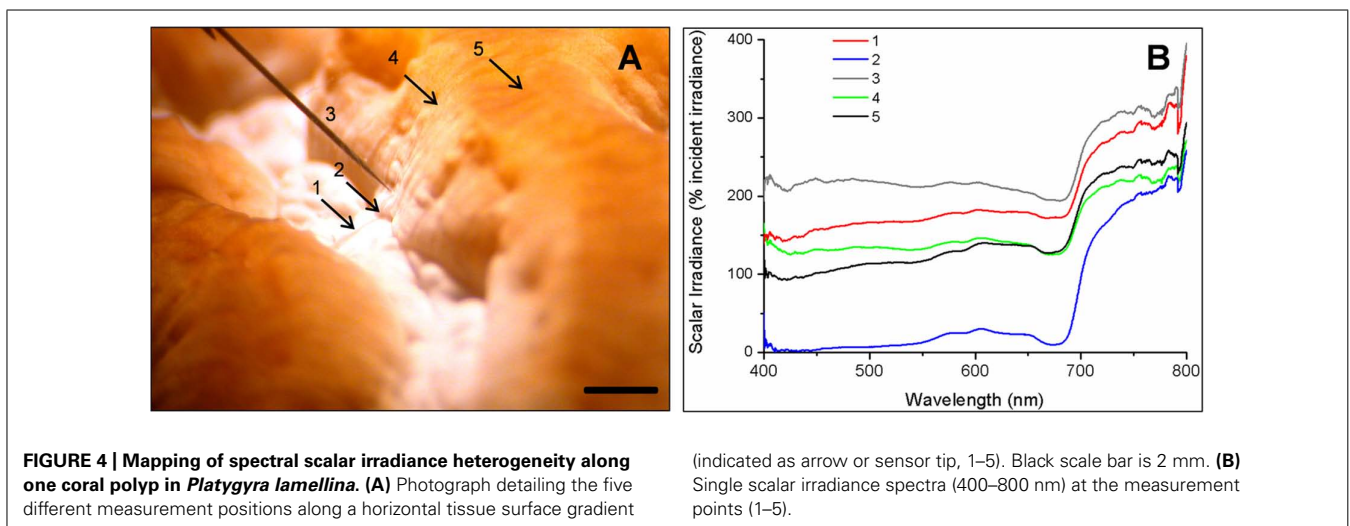 A
1
2
3
4
5
B
1
2
3
4
5
400
300
200
100
0
Scalar Irradiance (% incident irradiance)
400 500 600 700 800
Wavelength (nm)
FIGURE 4 | Mapping of spectral scalar irradiance heterogeneity along
one coral polyp in Platygyra lamellina. (A) Photograph detailing the five
different measurement positions along a horizontal tissue surface gradient
(indicated as arrow or sensor tip, 1–5). Black scale bar is 2 mm. (B)
Single scalar irradiance spectra (400–800 nm) at the measurement
points (1–5).